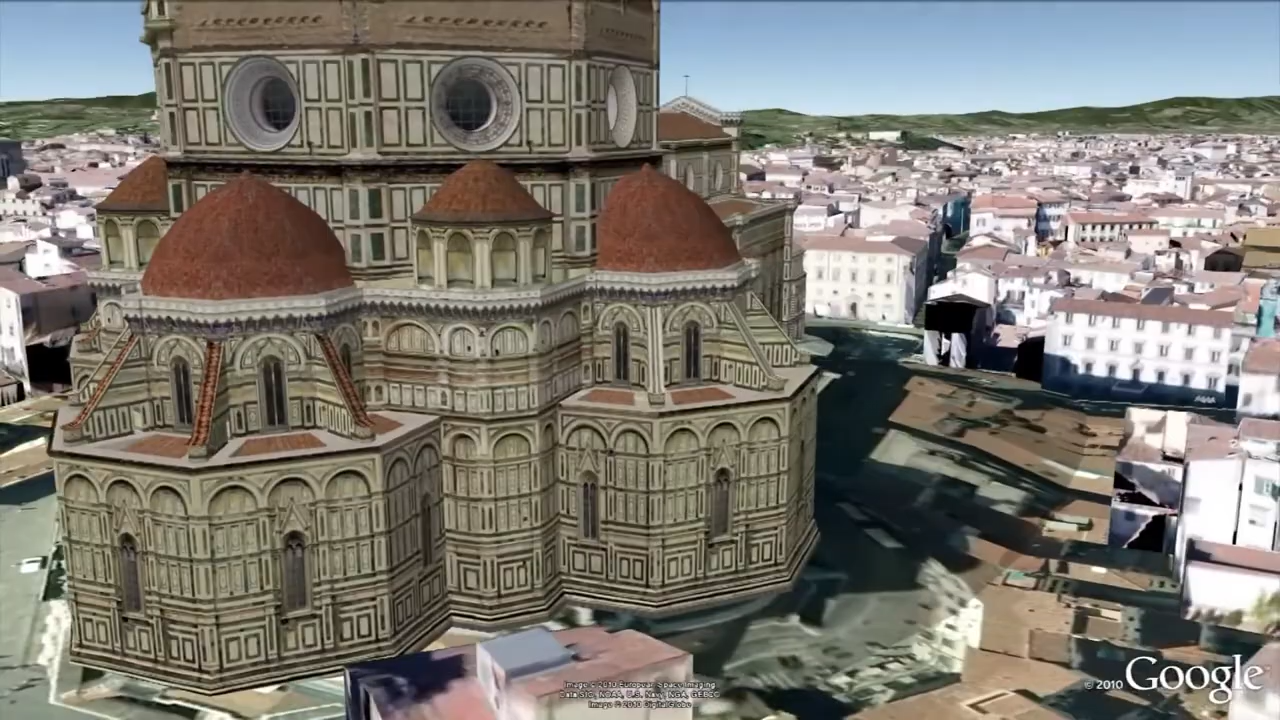 Image © 2010 European Space Imaging
Data SIO, NOAA, U.S. Navy, NGA, GEBCO
Image © 2010 DigitalGlobe
© 2010 Google